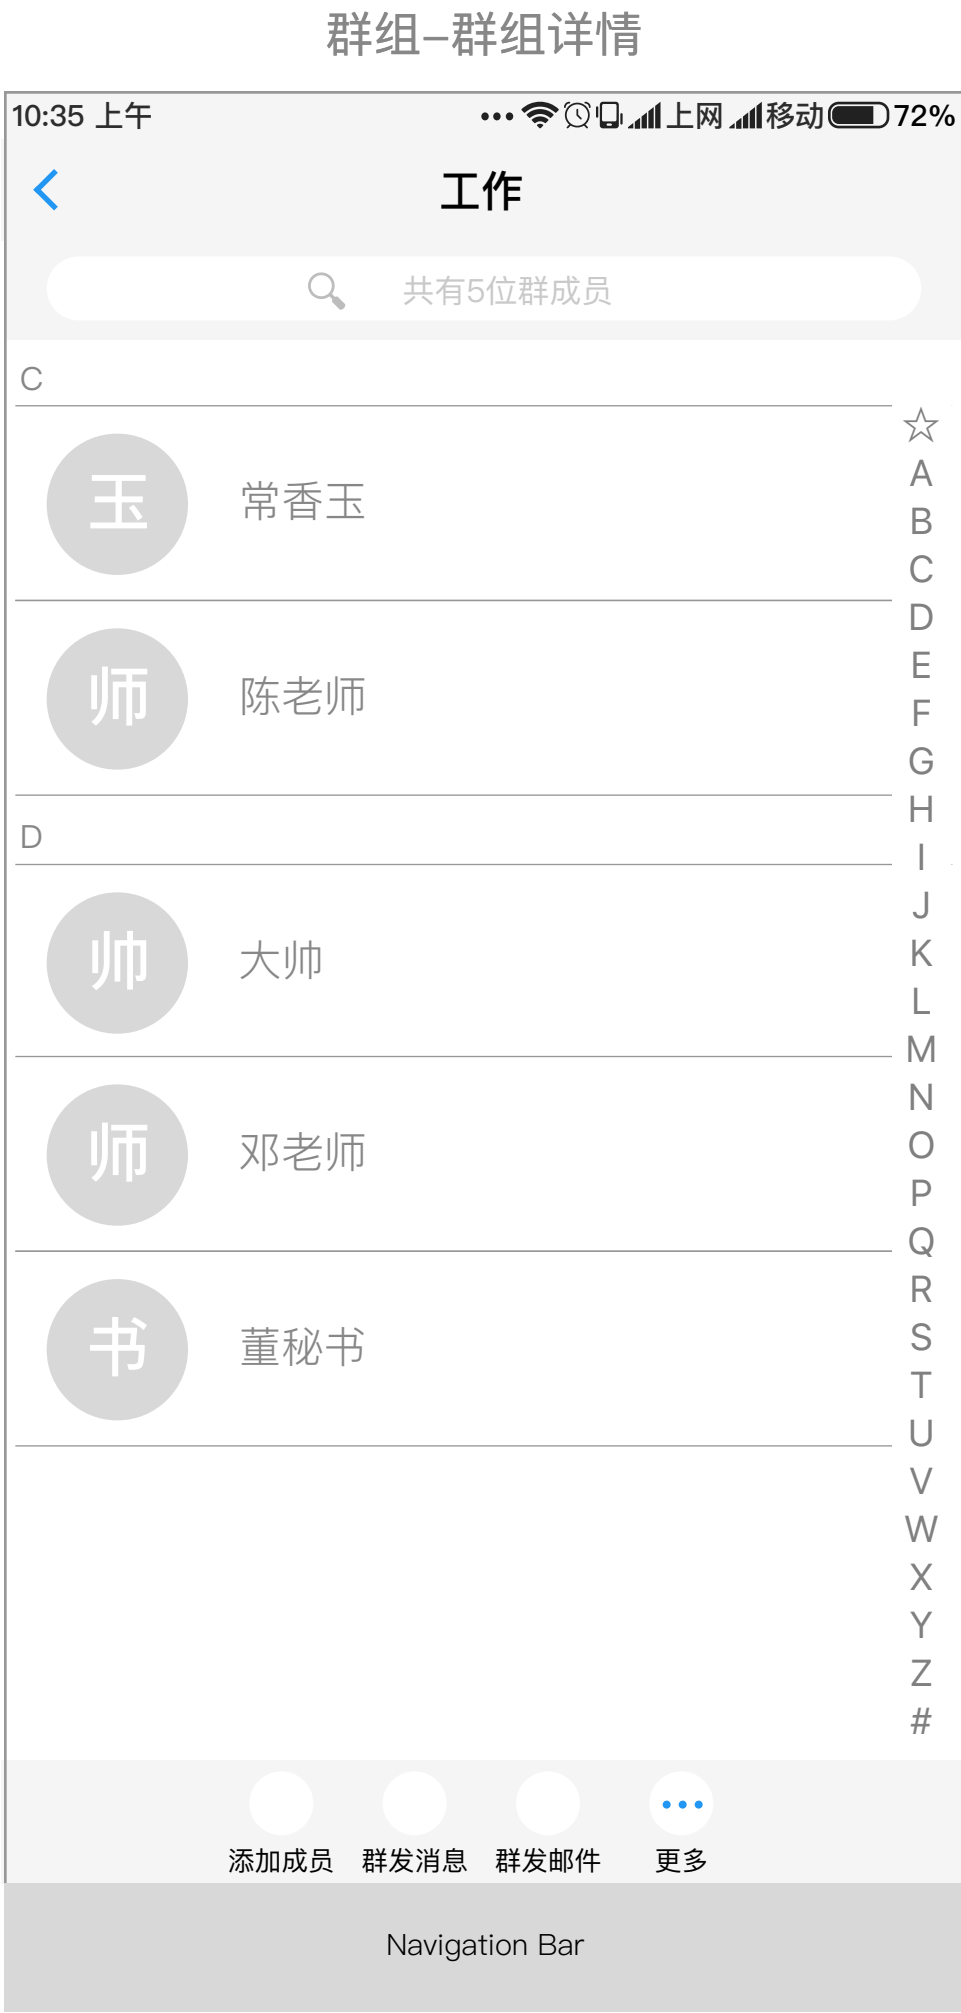 群组–群组详情
10:35 上午 上网 移动 72%
工作
共有5位群成员
C
玉 常香玉
师 陈老师
D
帅 大帅
师 邓老师
书 董秘书
☆
A
B
C
D
E
F
G
H
I
J
K
L
M
N
O
P
Q
R
S
T
U
V
W
X
Y
Z
#
添加成员 群发消息 群发邮件 更多
Navigation Bar